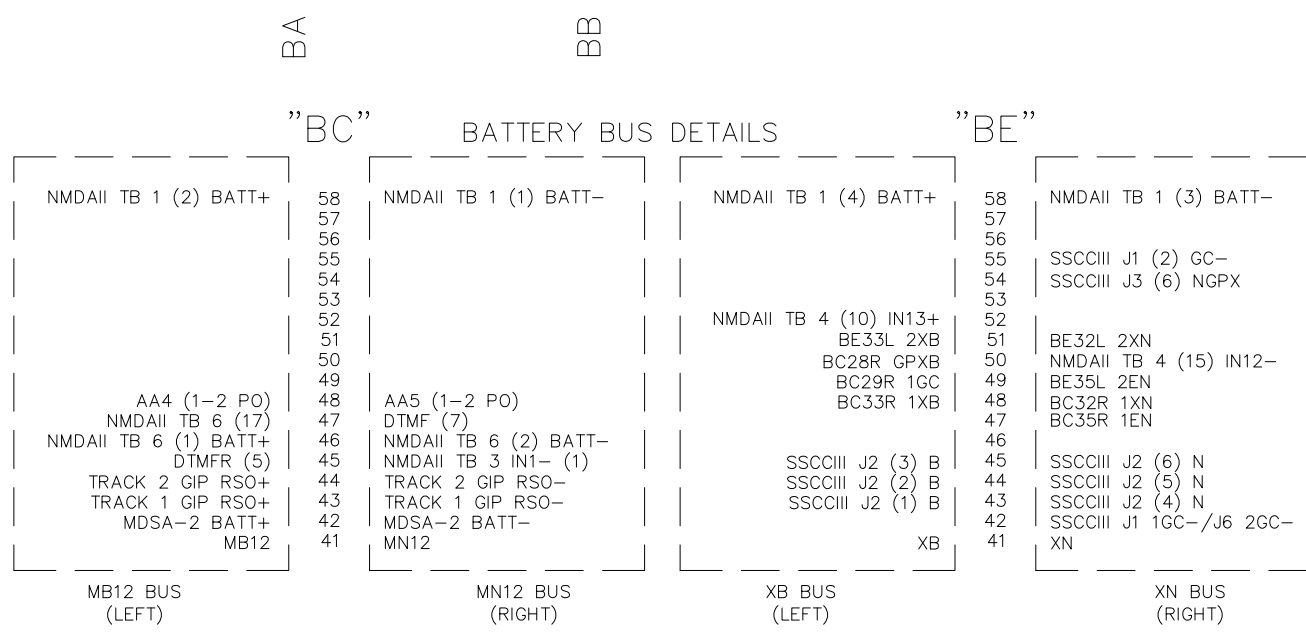 BA BB
"BC" BATTERY BUS DETAILS "BE"
NMDAII TB 1 (2) BATT+ 58 NMDAII TB 1 (1) BATT- NMDAII TB 1 (4) BATT+ 58 NMDAII TB 1 (3) BATT-
57 57
56 56
55 55 SSCCIII J1 (2) GC-
54 54 SSCCIII J3 (6) NGPX
53 53
52 NMDAII TB 4 (10) IN13+ 52
51 BE33L 2XB 51 BE32L 2XN
50 BC28R GPXB 50 NMDAII TB 4 (15) IN12-
49 BC29R 1GC 49 BE35L 2EN
AA4 (1-2 PO) 48 AA5 (1-2 PO) BC33R 1XB 48 BC32R 1XN
NMDAII TB 6 (17) 47 DTMF (7) 47 BC35R 1EN
NMDAII TB 6 (1) BATT+ 46 NMDAII TB 6 (2) BATT- 46
DTMFR (5) 45 NMDAII TB 3 IN1- (1) SSCCIII J2 (3) B 45 SSCCIII J2 (6) N
TRACK 2 GIP RSO+ 44 TRACK 2 GIP RSO- SSCCIII J2 (2) B 44 SSCCIII J2 (5) N
TRACK 1 GIP RSO+ 43 TRACK 1 GIP RSO- SSCCIII J2 (1) B 43 SSCCIII J2 (4) N
MDSA-2 BATT+ 42 MDSA-2 BATT- 42 SSCCIII J1 1GC-/J6 2GC-
MB12 41 MN12 XB 41 XN
MB12 BUS MN12 BUS XB BUS XN BUS
(LEFT) (RIGHT) (LEFT) (RIGHT)